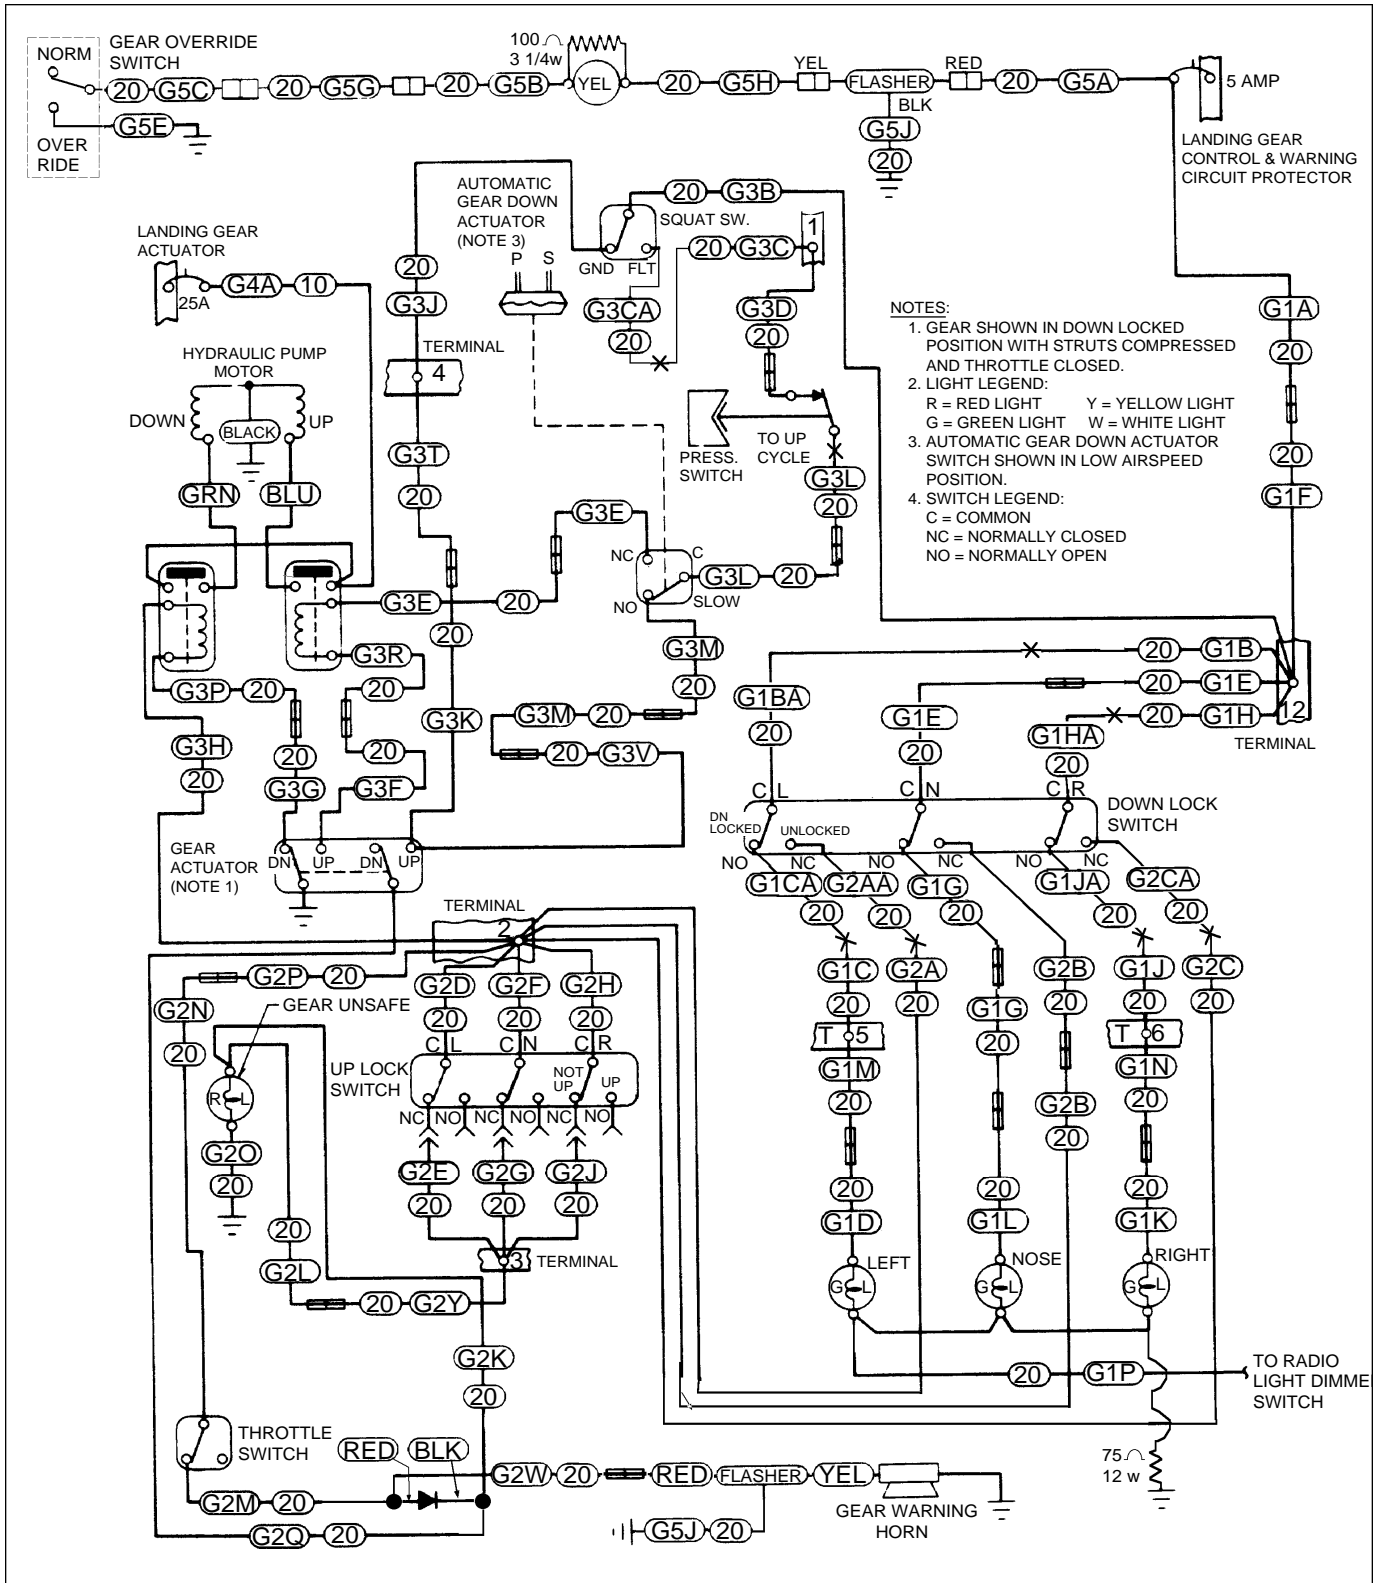 GEAR OVERRIDE
SWITCH
NORM
OVER
RIDE
20 G5C 20 G5G 20 G5B
G5E
100
3 1/4w
YEL
20 G5H
YEL
FLASHER
RED
20 G5A
BLK
G5J
20
5 AMP
LANDING GEAR
CONTROL & WARNING
CIRCUIT PROTECTOR
AUTOMATIC
GEAR DOWN
ACTUATOR
(NOTE 3)
P S
20 G3B
SQUAT SW.
GND FLT
20 G3C
1
G3CA
20
G3D
20
LANDING GEAR
ACTUATOR
25A
G4A 10
20
G3J
TERMINAL
4
G3T
20
HYDRAULIC PUMP
MOTOR
DOWN
BLACK
UP
GRN
BLU
PRESS.
SWITCH
TO UP
CYCLE
G3L
20
NOTES:
1. GEAR SHOWN IN DOWN LOCKED
POSITION WITH STRUTS COMPRESSED
AND THROTTLE CLOSED.
2. LIGHT LEGEND:
R = RED LIGHT Y = YELLOW LIGHT
G = GREEN LIGHT W = WHITE LIGHT
3. AUTOMATIC GEAR DOWN ACTUATOR
SWITCH SHOWN IN LOW AIRSPEED
POSITION.
4. SWITCH LEGEND:
C = COMMON
NC = NORMALLY CLOSED
NO = NORMALLY OPEN
G1A
20
20
G1F
G3E
NC C
NO SLOW
G3L 20
G3E 20
20
G3R
20
20
G3F
G3P 20
20
G3G
G3H
20
G3K
G3M
20
G3M 20
20 G3V
20 G1B
20 G1E
20 G1H
12
TERMINAL
G1BA
20
G1E
20
G1HA
20
C L C N C R
DOWN LOCK
SWITCH
DN
LOCKED
UNLOCKED
NO NC NO NC NO NC
G1CA G2AA G1G G1JA G2CA
20 20 20 20 20
GEAR
ACTUATOR
(NOTE 1)
DN UP DN UP
TERMINAL
2
G2P 20
G2N
20
GEAR UNSAFE
R L
G2O
20
G2D G2F G2H
20 20 20
C L C N C R
UP LOCK
SWITCH
NOT
UP
UP
NC NO NC NO NC NO
G2E G2G G2J
20 20 20
3 TERMINAL
20
G2L
20 G2Y
G2K
20
G1C G2A G2B G1J G2C
20 20 20 20 20
T 5
G1G
20
T 6
G1M
20
G2B
20
G1N
20
20
G1D
20
G1L
20
G1K
LEFT
NOSE
RIGHT
G L G L G L
20 G1P
TO RADIO
LIGHT DIMME
SWITCH
75
12 w
THROTTLE
SWITCH
RED BLK
G2W 20 RED FLASHER YEL
GEAR WARNING
HORN
G2M 20
G2Q 20
G5J 20